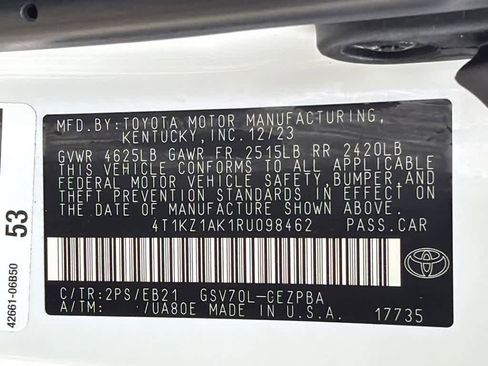 MFD.BY:TOYOTA MOTOR MANUFACTURING,
KENTUCKY, INC. 12/23
GVWR 4625LB GAWR FR 2515LB RR 2420LB
THIS VEHICLE CONFORMS TO ALL APPLICABLE
FEDERAL MOTOR VEHICLE SAFETY, BUMPER, AND
THEFT PREVENTION STANDARDS IN EFFECT ON
THE DATE OF MANUFACTURE SHOWN ABOVE.
4T1KZ1AK1RU098462 PASS.CAR
C/TR:2PS/EB21 GSV70L-CEZPBA
A/TM: /UA80E MADE IN U.S.A. 17735
TOYOTA
53
42661-06B50